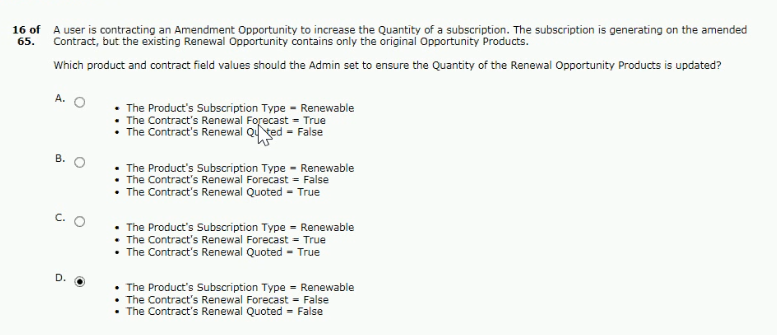 16 of A user is contracting an Amendment Opportunity to increase the Quantity of a subscription. The subscription is generating on the amended
65. Contract, but the existing Renewal Opportunity contains only the original Opportunity Products.
Which product and contract field values should the Admin set to ensure the Quantity of the Renewal Opportunity Products is updated?
A.
• The Product's Subscription Type = Renewable
• The Contract's Renewal Forecast = True
• The Contract's Renewal Quoted = False
B.
• The Product's Subscription Type = Renewable
• The Contract's Renewal Forecast = False
• The Contract's Renewal Quoted = True
C.
• The Product's Subscription Type = Renewable
• The Contract's Renewal Forecast = True
• The Contract's Renewal Quoted = True
D.
• The Product's Subscription Type = Renewable
• The Contract's Renewal Forecast = False
• The Contract's Renewal Quoted = False